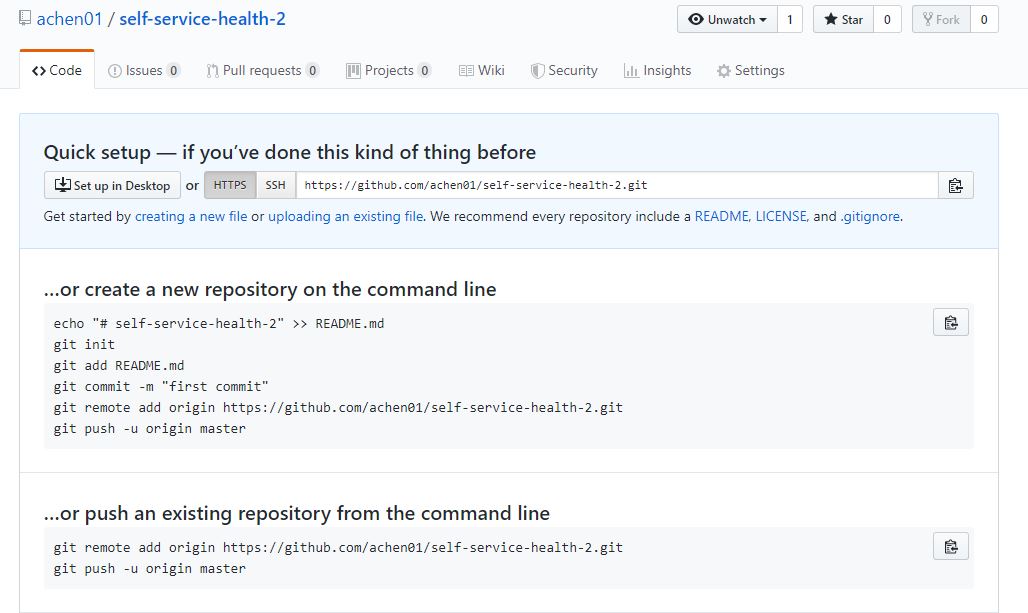 achen01 / self-service-health-2
Unwatch 1 Star 0 Fork 0
Code Issues 0 Pull requests 0 Projects 0 Wiki Security Insights Settings
Quick setup — if you’ve done this kind of thing before
Set up in Desktop or HTTPS SSH https://github.com/achen01/self-service-health-2.git
Get started by creating a new file or uploading an existing file. We recommend every repository include a README, LICENSE, and .gitignore.
…or create a new repository on the command line
echo "# self-service-health-2" >> README.md
git init
git add README.md
git commit -m "first commit"
git remote add origin https://github.com/achen01/self-service-health-2.git
git push -u origin master
…or push an existing repository from the command line
git remote add origin https://github.com/achen01/self-service-health-2.git
git push -u origin master